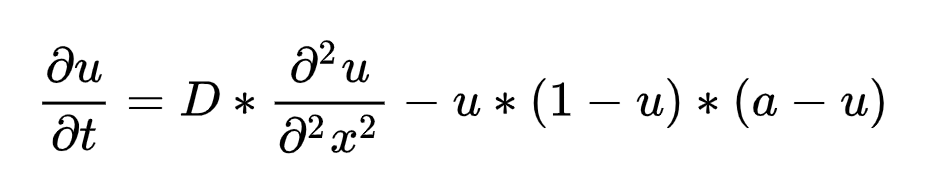 ∂u/∂t = D * ∂²u/∂²x² − u * (1 − u) * (a − u)